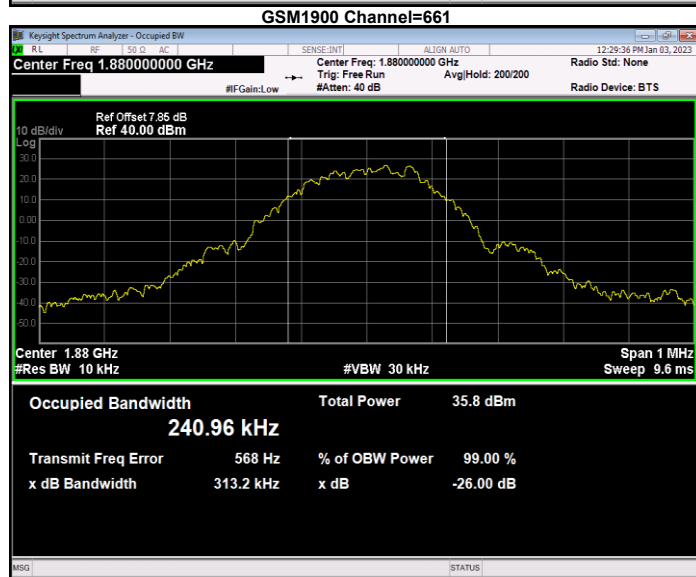 GSM1900 Channel=661
Keysight Spectrum Analyzer - Occupied BW
RL RF 50 Ω AC SENSE:INT ALIGN AUTO 12:29:36 PM Jan 03, 2023
Center Freq 1.880000000 GHz
Center Freq: 1.880000000 GHz
Radio Std: None
Trig: Free Run Avg|Hold: 200/200
#IFGain:Low
#Atten: 40 dB
Radio Device: BTS
Ref Offset 7.85 dB
10 dB/div Ref 40.00 dBm
Log
30.0
20.0
10.0
0.00
-10.0
-20.0
-30.0
-40.0
-50.0
Center 1.88 GHz Span 1 MHz
#Res BW 10 kHz #VBW 30 kHz Sweep 9.6 ms
Occupied Bandwidth Total Power 35.8 dBm
240.96 kHz
Transmit Freq Error 568 Hz % of OBW Power 99.00 %
x dB Bandwidth 313.2 kHz x dB -26.00 dB
MSG STATUS